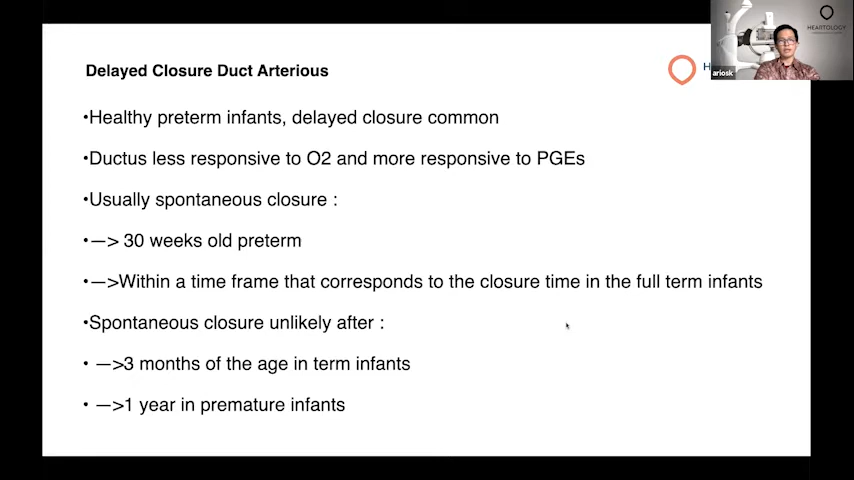 HEARTOLOGY
ariosk
Delayed Closure Duct Arterious
•Healthy preterm infants, delayed closure common
•Ductus less responsive to O2 and more responsive to PGEs
•Usually spontaneous closure :
•—> 30 weeks old preterm
•—>Within a time frame that corresponds to the closure time in the full term infants
•Spontaneous closure unlikely after :
• —>3 months of the age in term infants
• —>1 year in premature infants